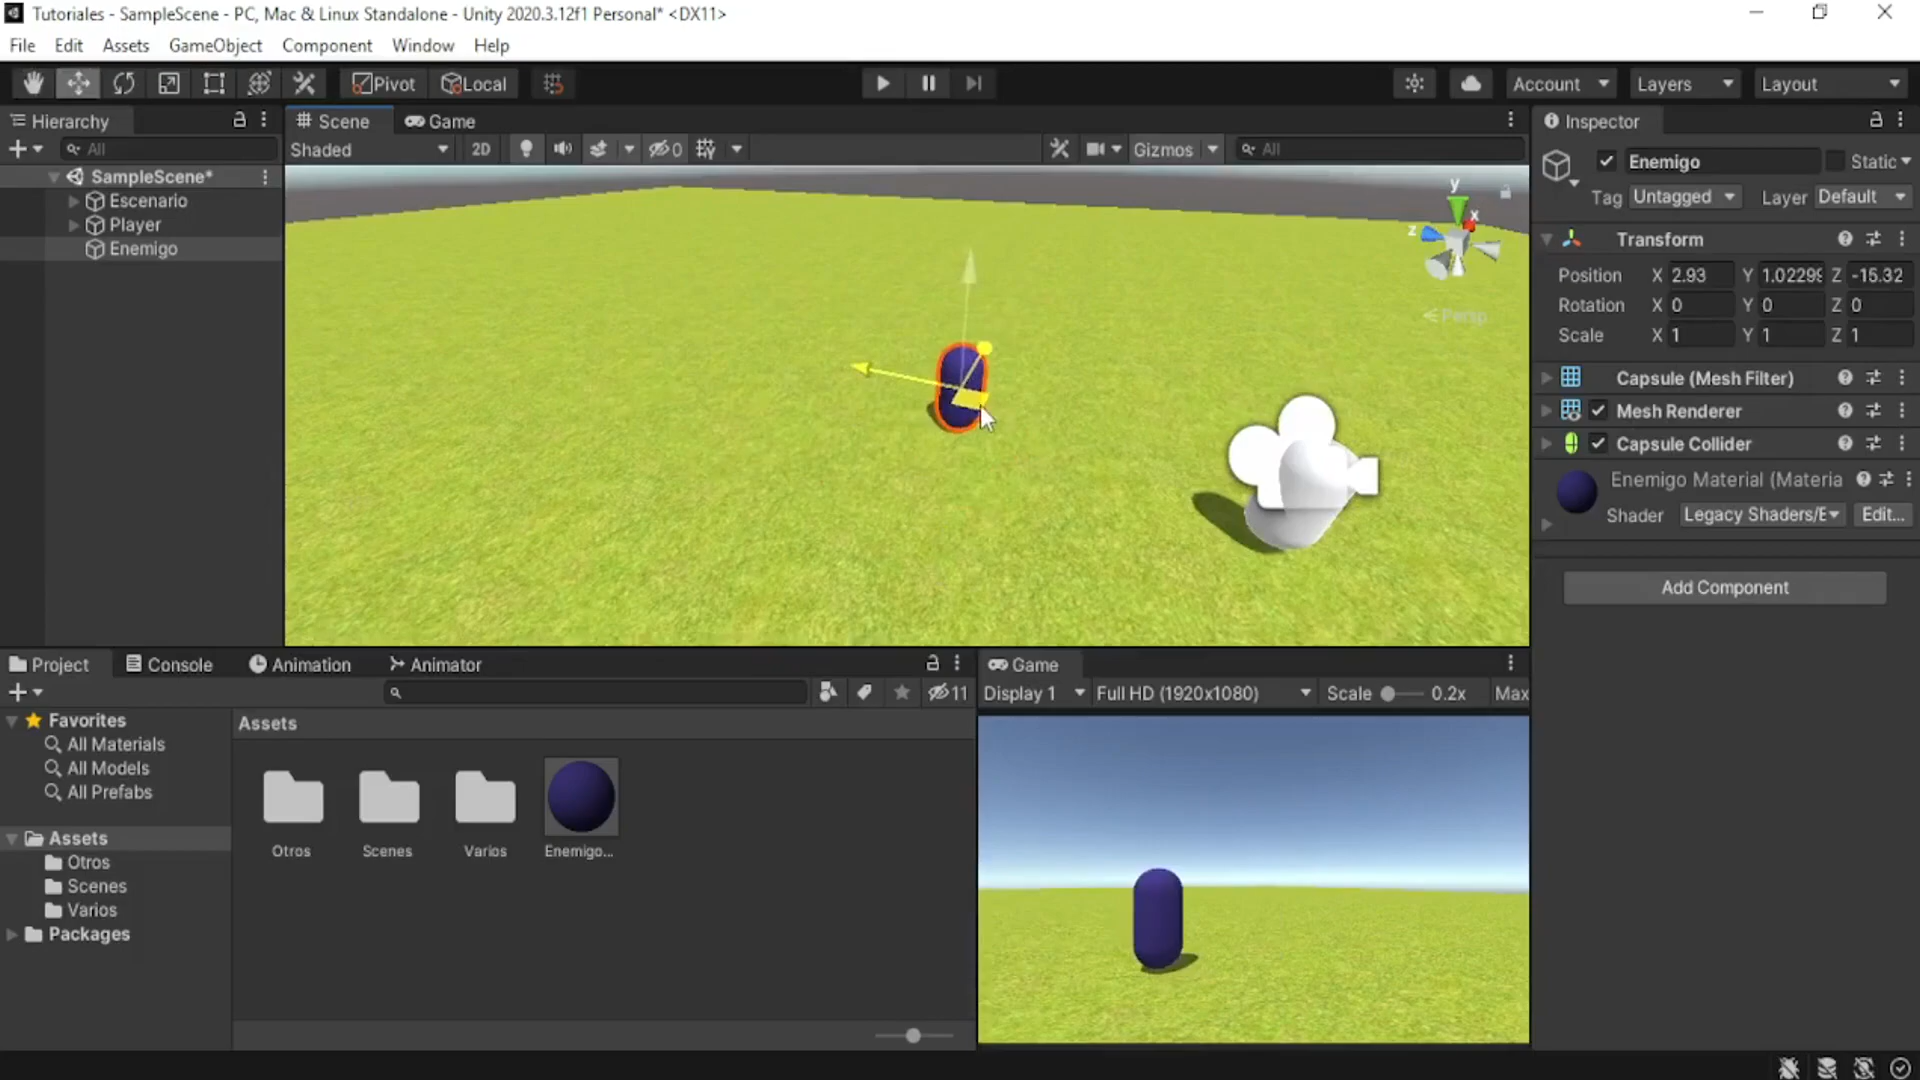 Tutoriales - SampleScene - PC, Mac & Linux Standalone - Unity 2020.3.12f1 Personal* <DX11>
File Edit Assets GameObject Component Window Help
Pivot Local Account Layers Layout
Hierarchy
All
SampleScene*
Escenario
Player
Enemigo
Scene Game
Shaded 2D 0 Gizmos All
y
x
z
Persp
Inspector
Enemigo Static
Tag Untagged Layer Default
Transform
Position X 2.93 Y 1.02299 Z -15.32
Rotation X 0 Y 0 Z 0
Scale X 1 Y 1 Z 1
Capsule (Mesh Filter)
Mesh Renderer
Capsule Collider
Enemigo Material (Materia
Shader Legacy Shaders/E Edit...
Add Component
Project Console Animation Animator
11
Favorites
All Materials
All Models
All Prefabs
Assets
Otros
Scenes
Varios
Packages
Assets
Otros Scenes Varios Enemigo...
Game
Display 1 Full HD (1920x1080) Scale 0.2x Max